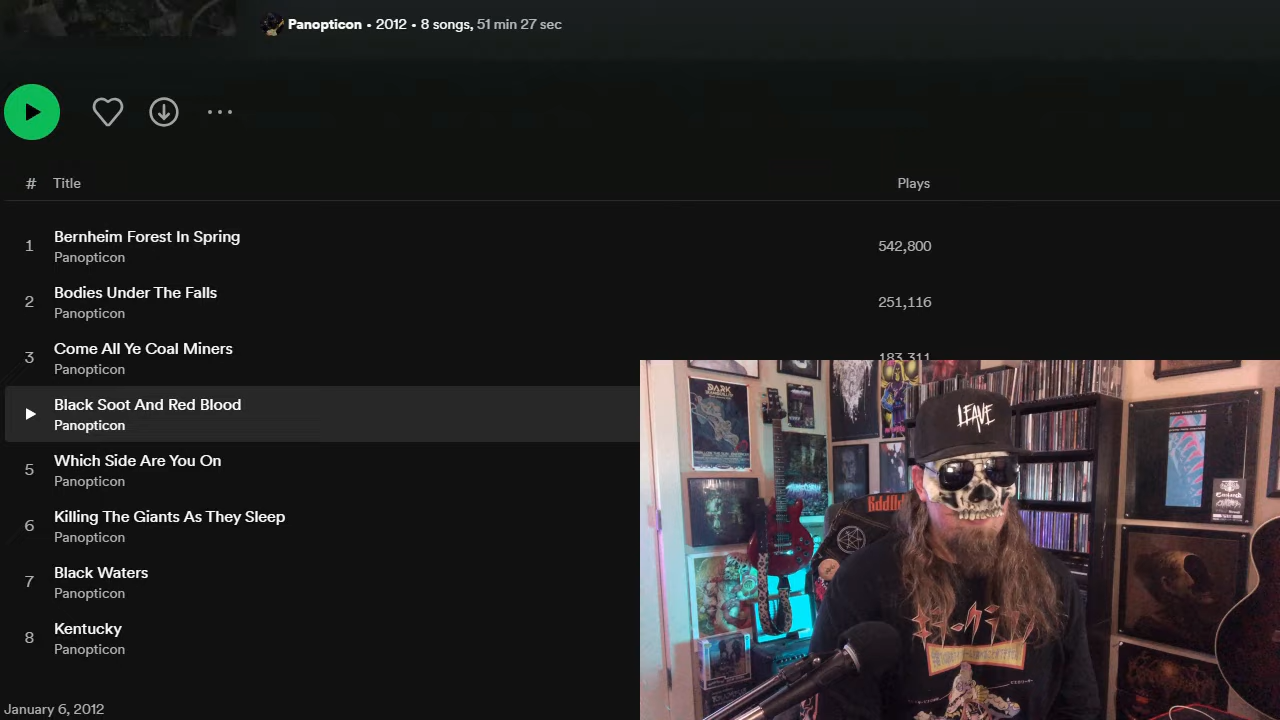 Panopticon • 2012 • 8 songs, 51 min 27 sec
# Title Plays
1 Bernheim Forest In Spring 542,800
Panopticon
2 Bodies Under The Falls 251,116
Panopticon
3 Come All Ye Coal Miners 183,311
Panopticon
Black Soot And Red Blood
Panopticon
5 Which Side Are You On
Panopticon
6 Killing The Giants As They Sleep
Panopticon
7 Black Waters
Panopticon
8 Kentucky
Panopticon
January 6, 2012
DARK
LEAVE